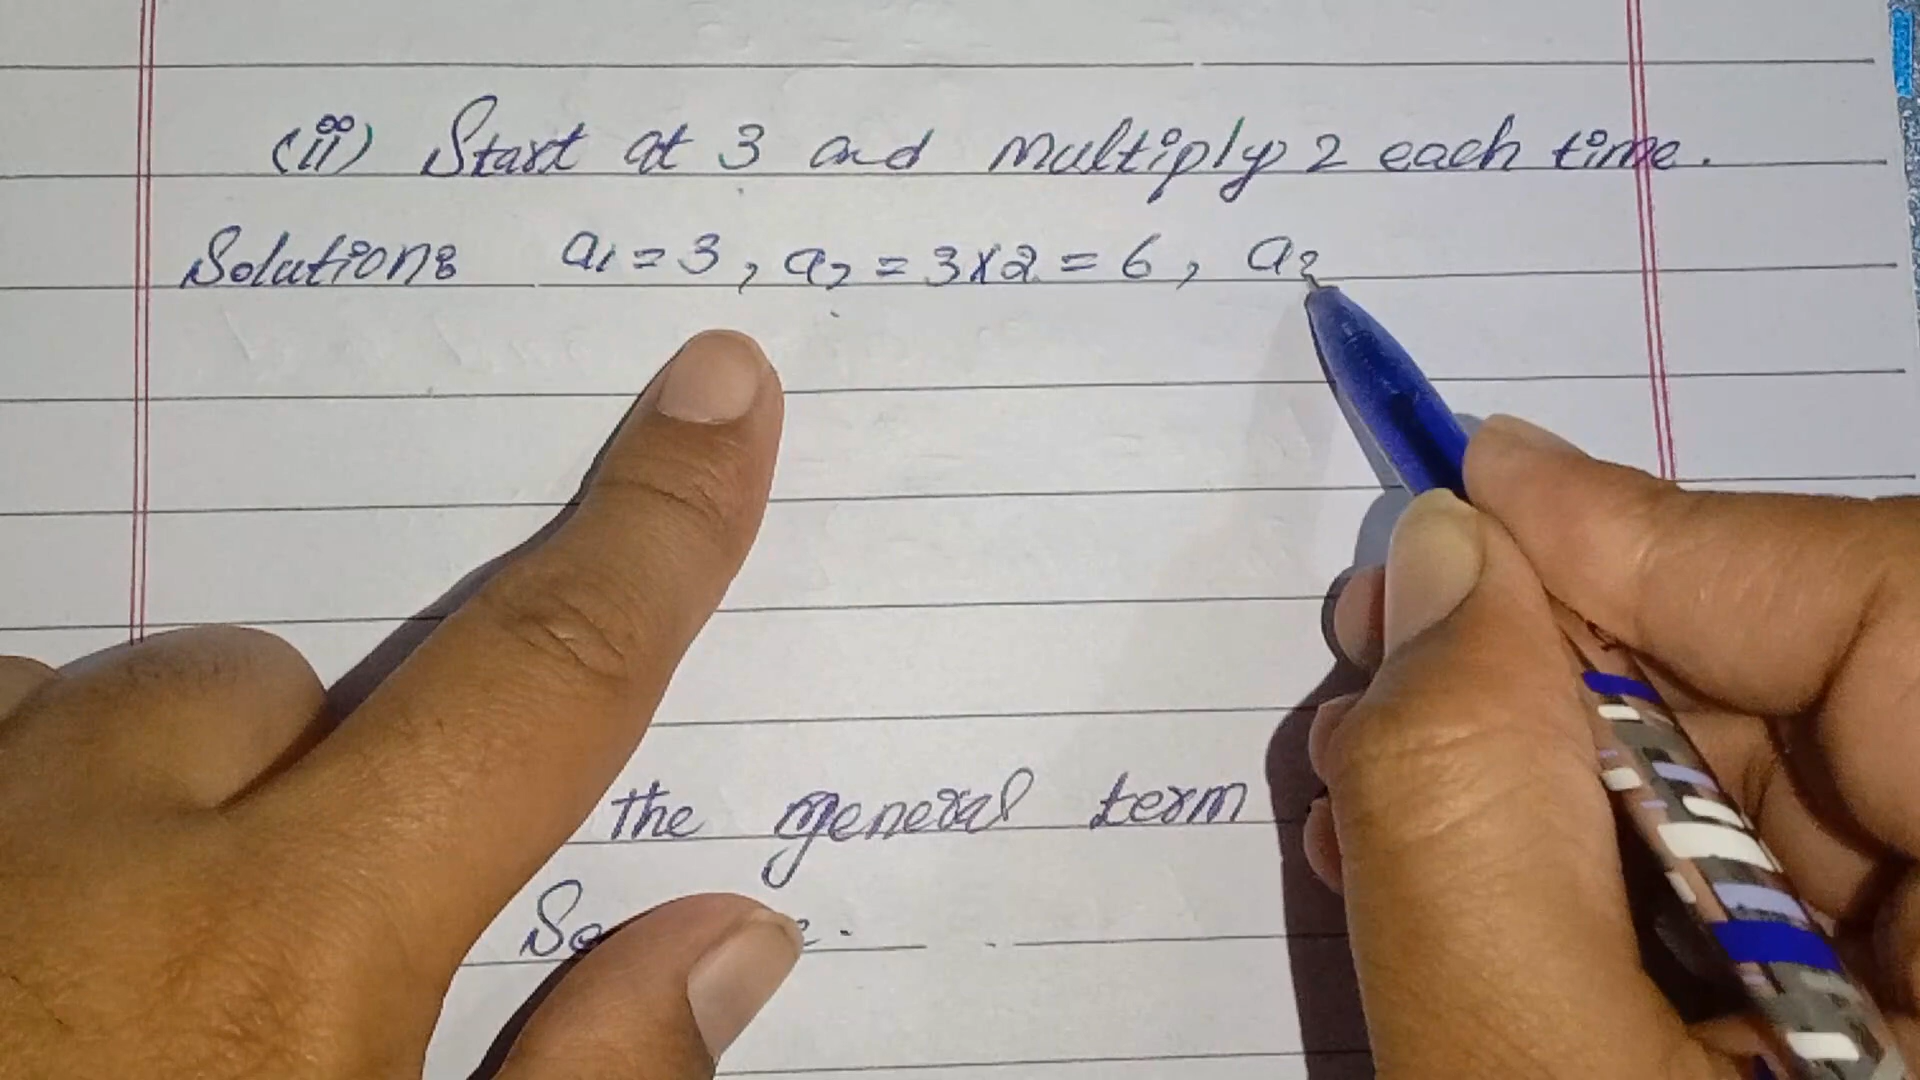 (ii) Start at 3 and multiply 2 each time.
Solution: a₁ = 3, a₂ = 3×2 = 6, a₃
the general term